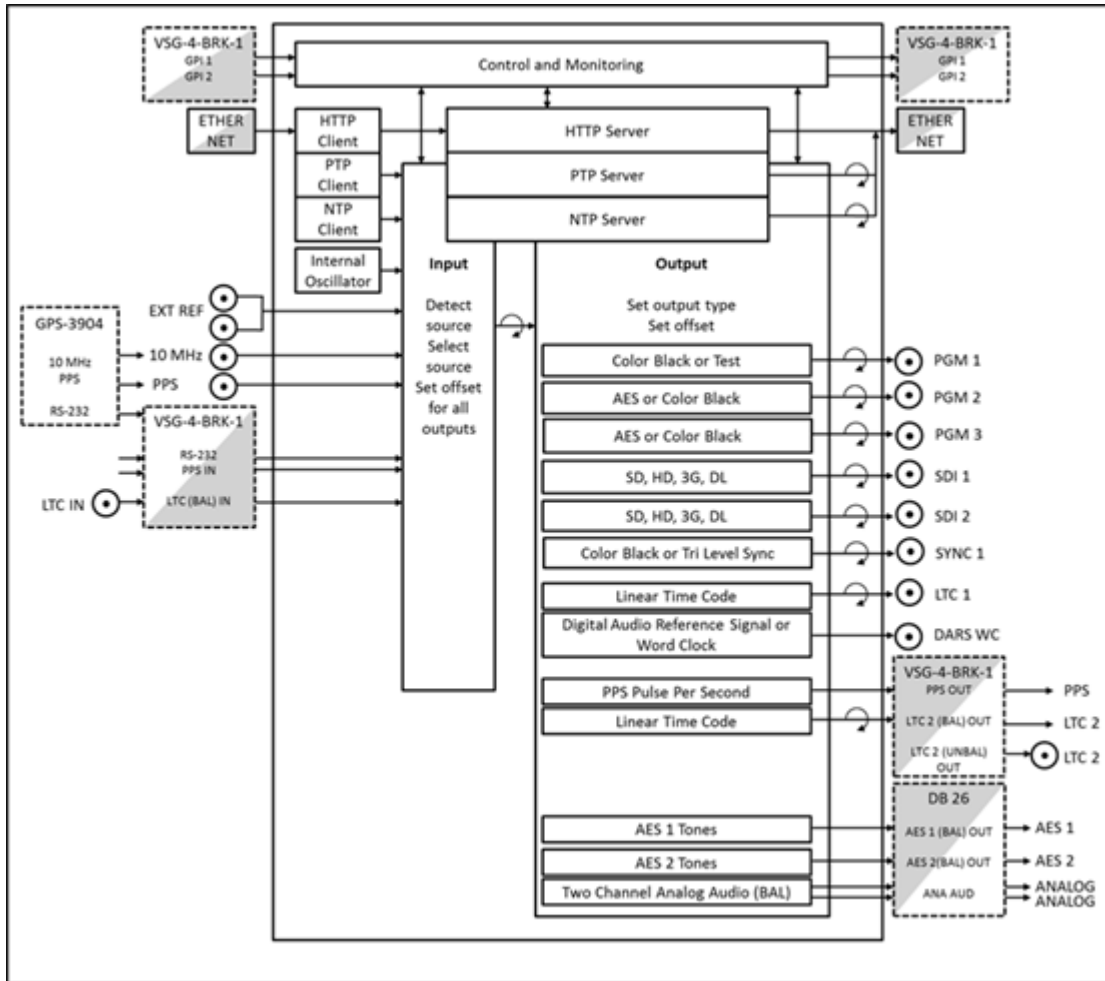 VSG-4-BRK-1
GPI 1
GPI 2
Control and Monitoring
VSG-4-BRK-1
GPI 1
GPI 2
ETHER
NET
HTTP
Client
HTTP Server
ETHER
NET
PTP
Client
PTP Server
NTP
Client
NTP Server
Internal
Oscillator
Input
Detect
source
Select
source
Set offset
for all
outputs
Output
Set output type
Set offset
EXT REF
GPS-3904
10 MHz
PPS
RS-232
10 MHz
PPS
VSG-4-BRK-1
RS-232
PPS IN
LTC (BAL) IN
LTC IN
Color Black or Test
PGM 1
AES or Color Black
PGM 2
AES or Color Black
PGM 3
SD, HD, 3G, DL
SDI 1
SD, HD, 3G, DL
SDI 2
Color Black or Tri Level Sync
SYNC 1
Linear Time Code
LTC 1
Digital Audio Reference Signal or
Word Clock
DARS WC
VSG-4-BRK-1
PPS Pulse Per Second
PPS OUT
PPS
Linear Time Code
LTC 2 (BAL) OUT
LTC 2
LTC 2 (UNBAL)
OUT
LTC 2
DB 26
AES 1 Tones
AES 1 (BAL) OUT
AES 1
AES 2 Tones
AES 2(BAL) OUT
AES 2
Two Channel Analog Audio (BAL)
ANA AUD
ANALOG
ANALOG